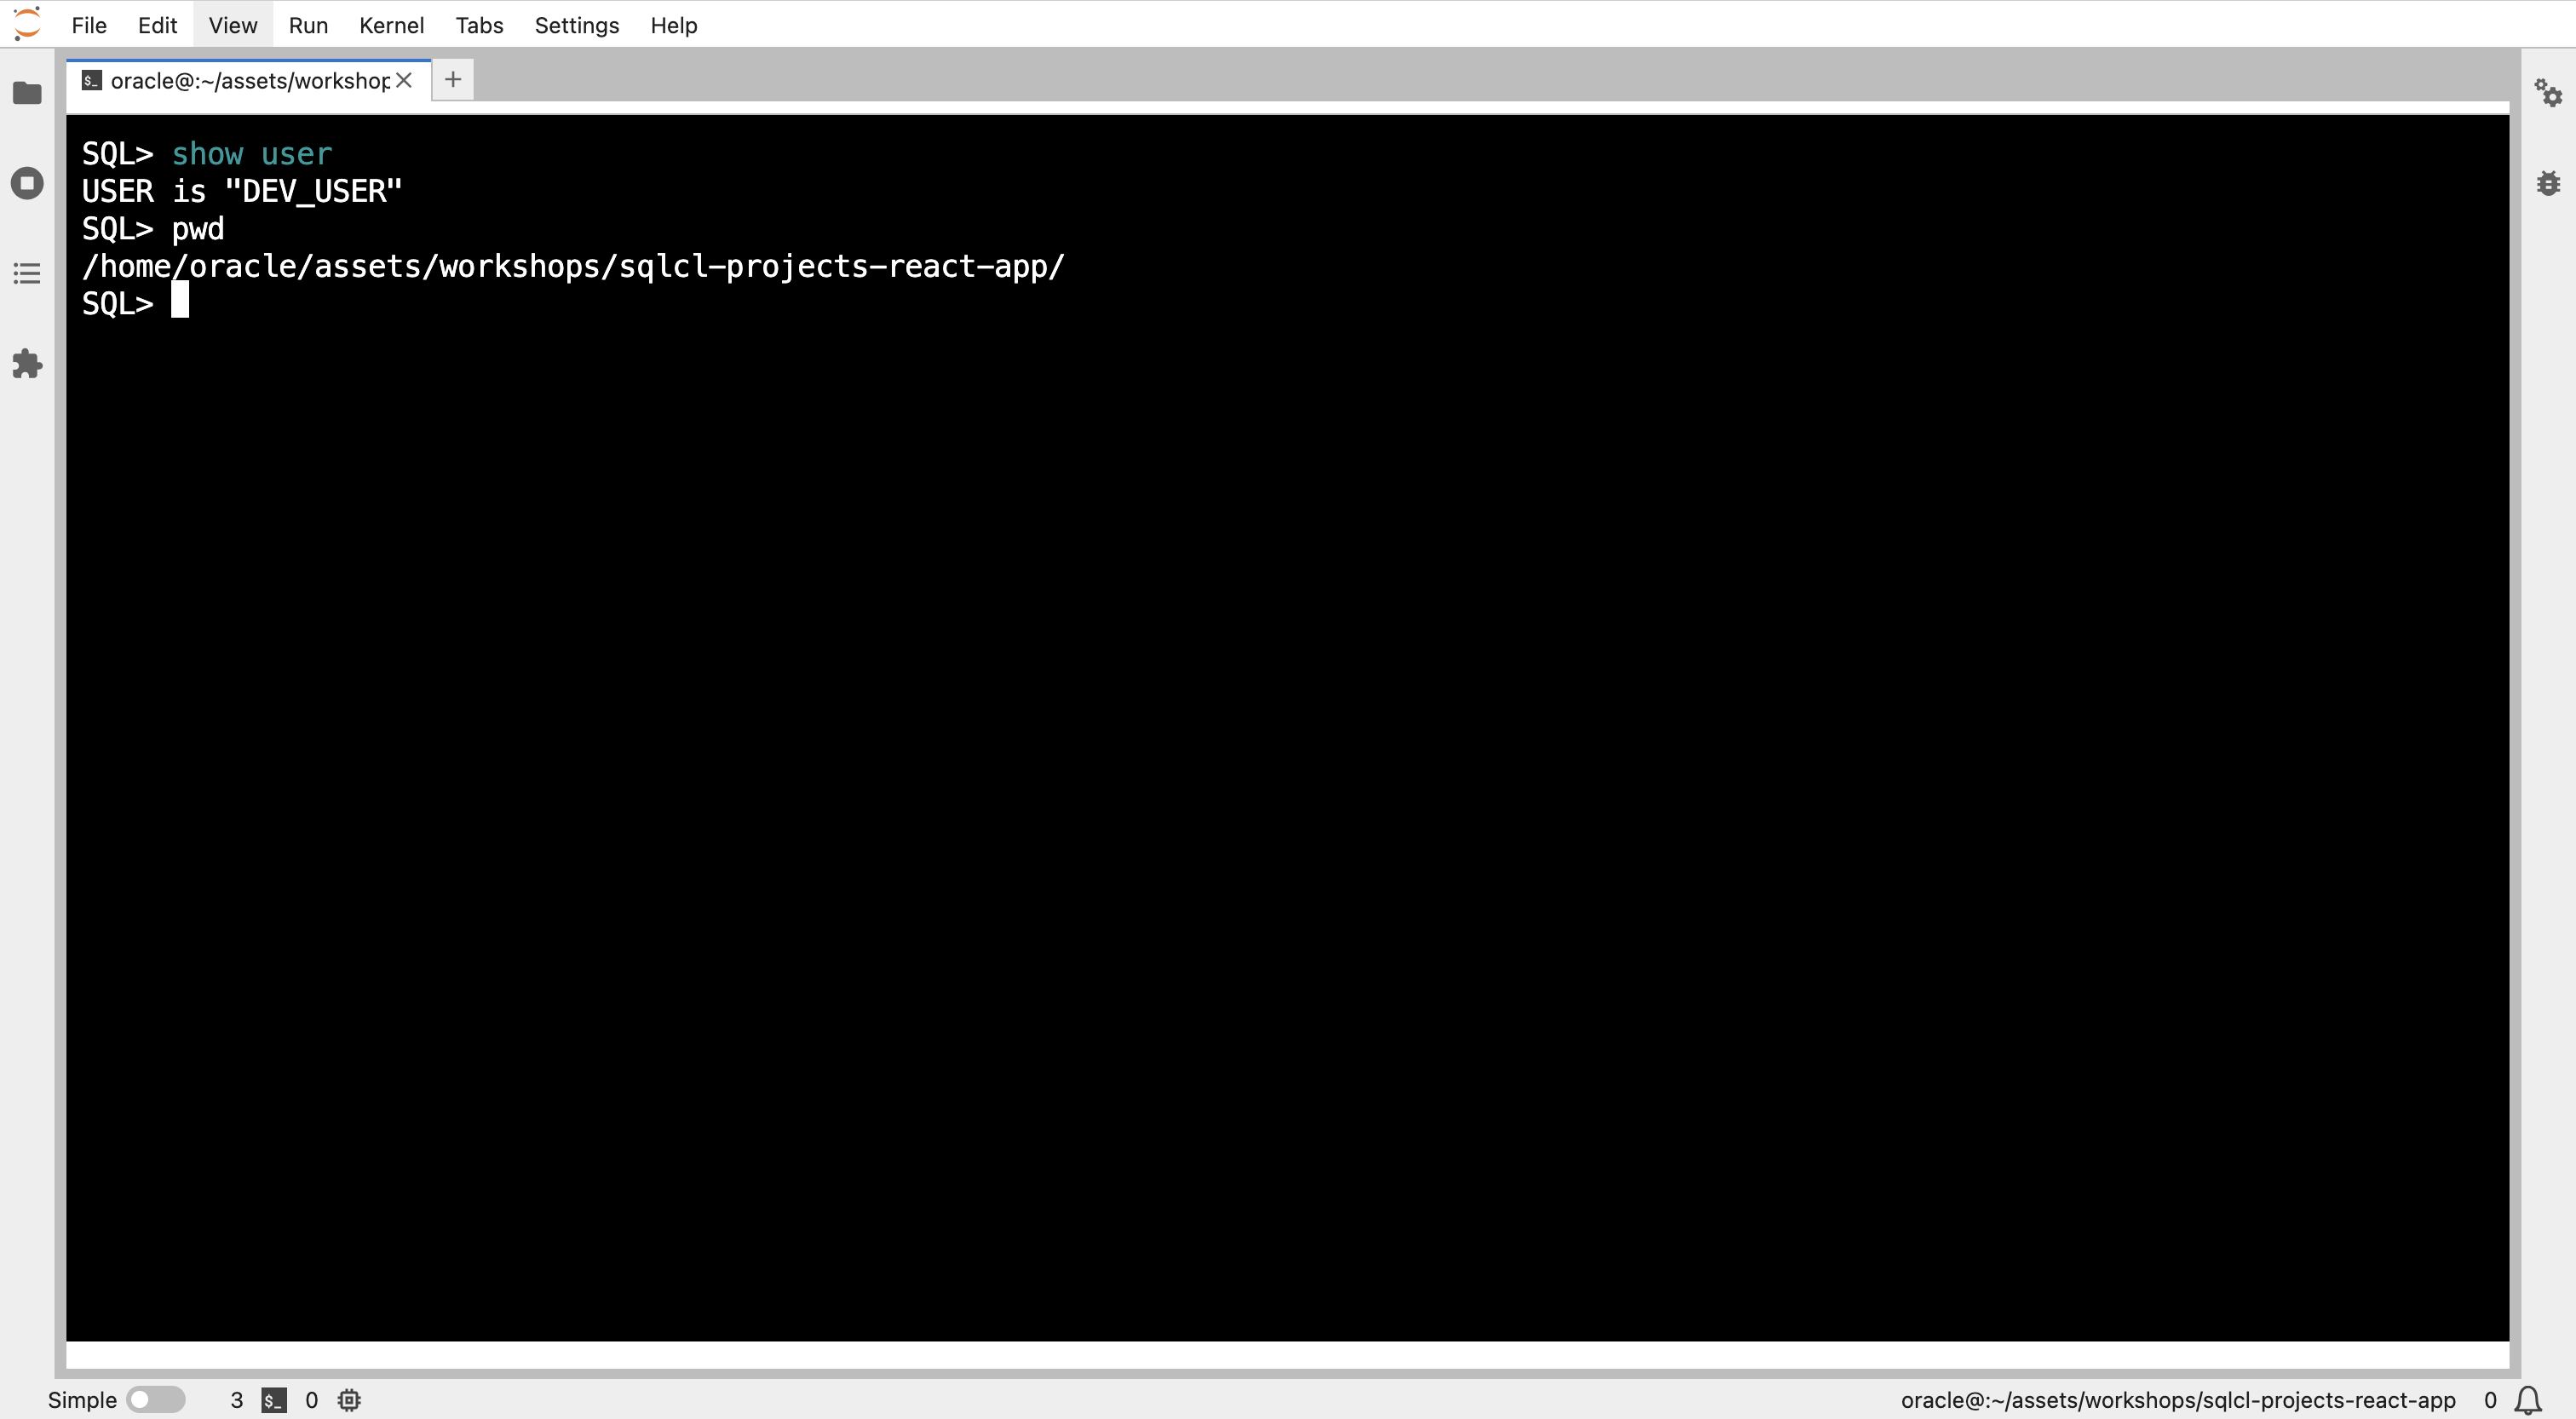 File Edit View Run Kernel Tabs Settings Help
oracle@:~/assets/workshop
SQL> show user
USER is "DEV_USER"
SQL> pwd
/home/oracle/assets/workshops/sqlcl-projects-react-app/
SQL>
Simple 3 $_ 0 oracle@:~/assets/workshops/sqlcl-projects-react-app 0